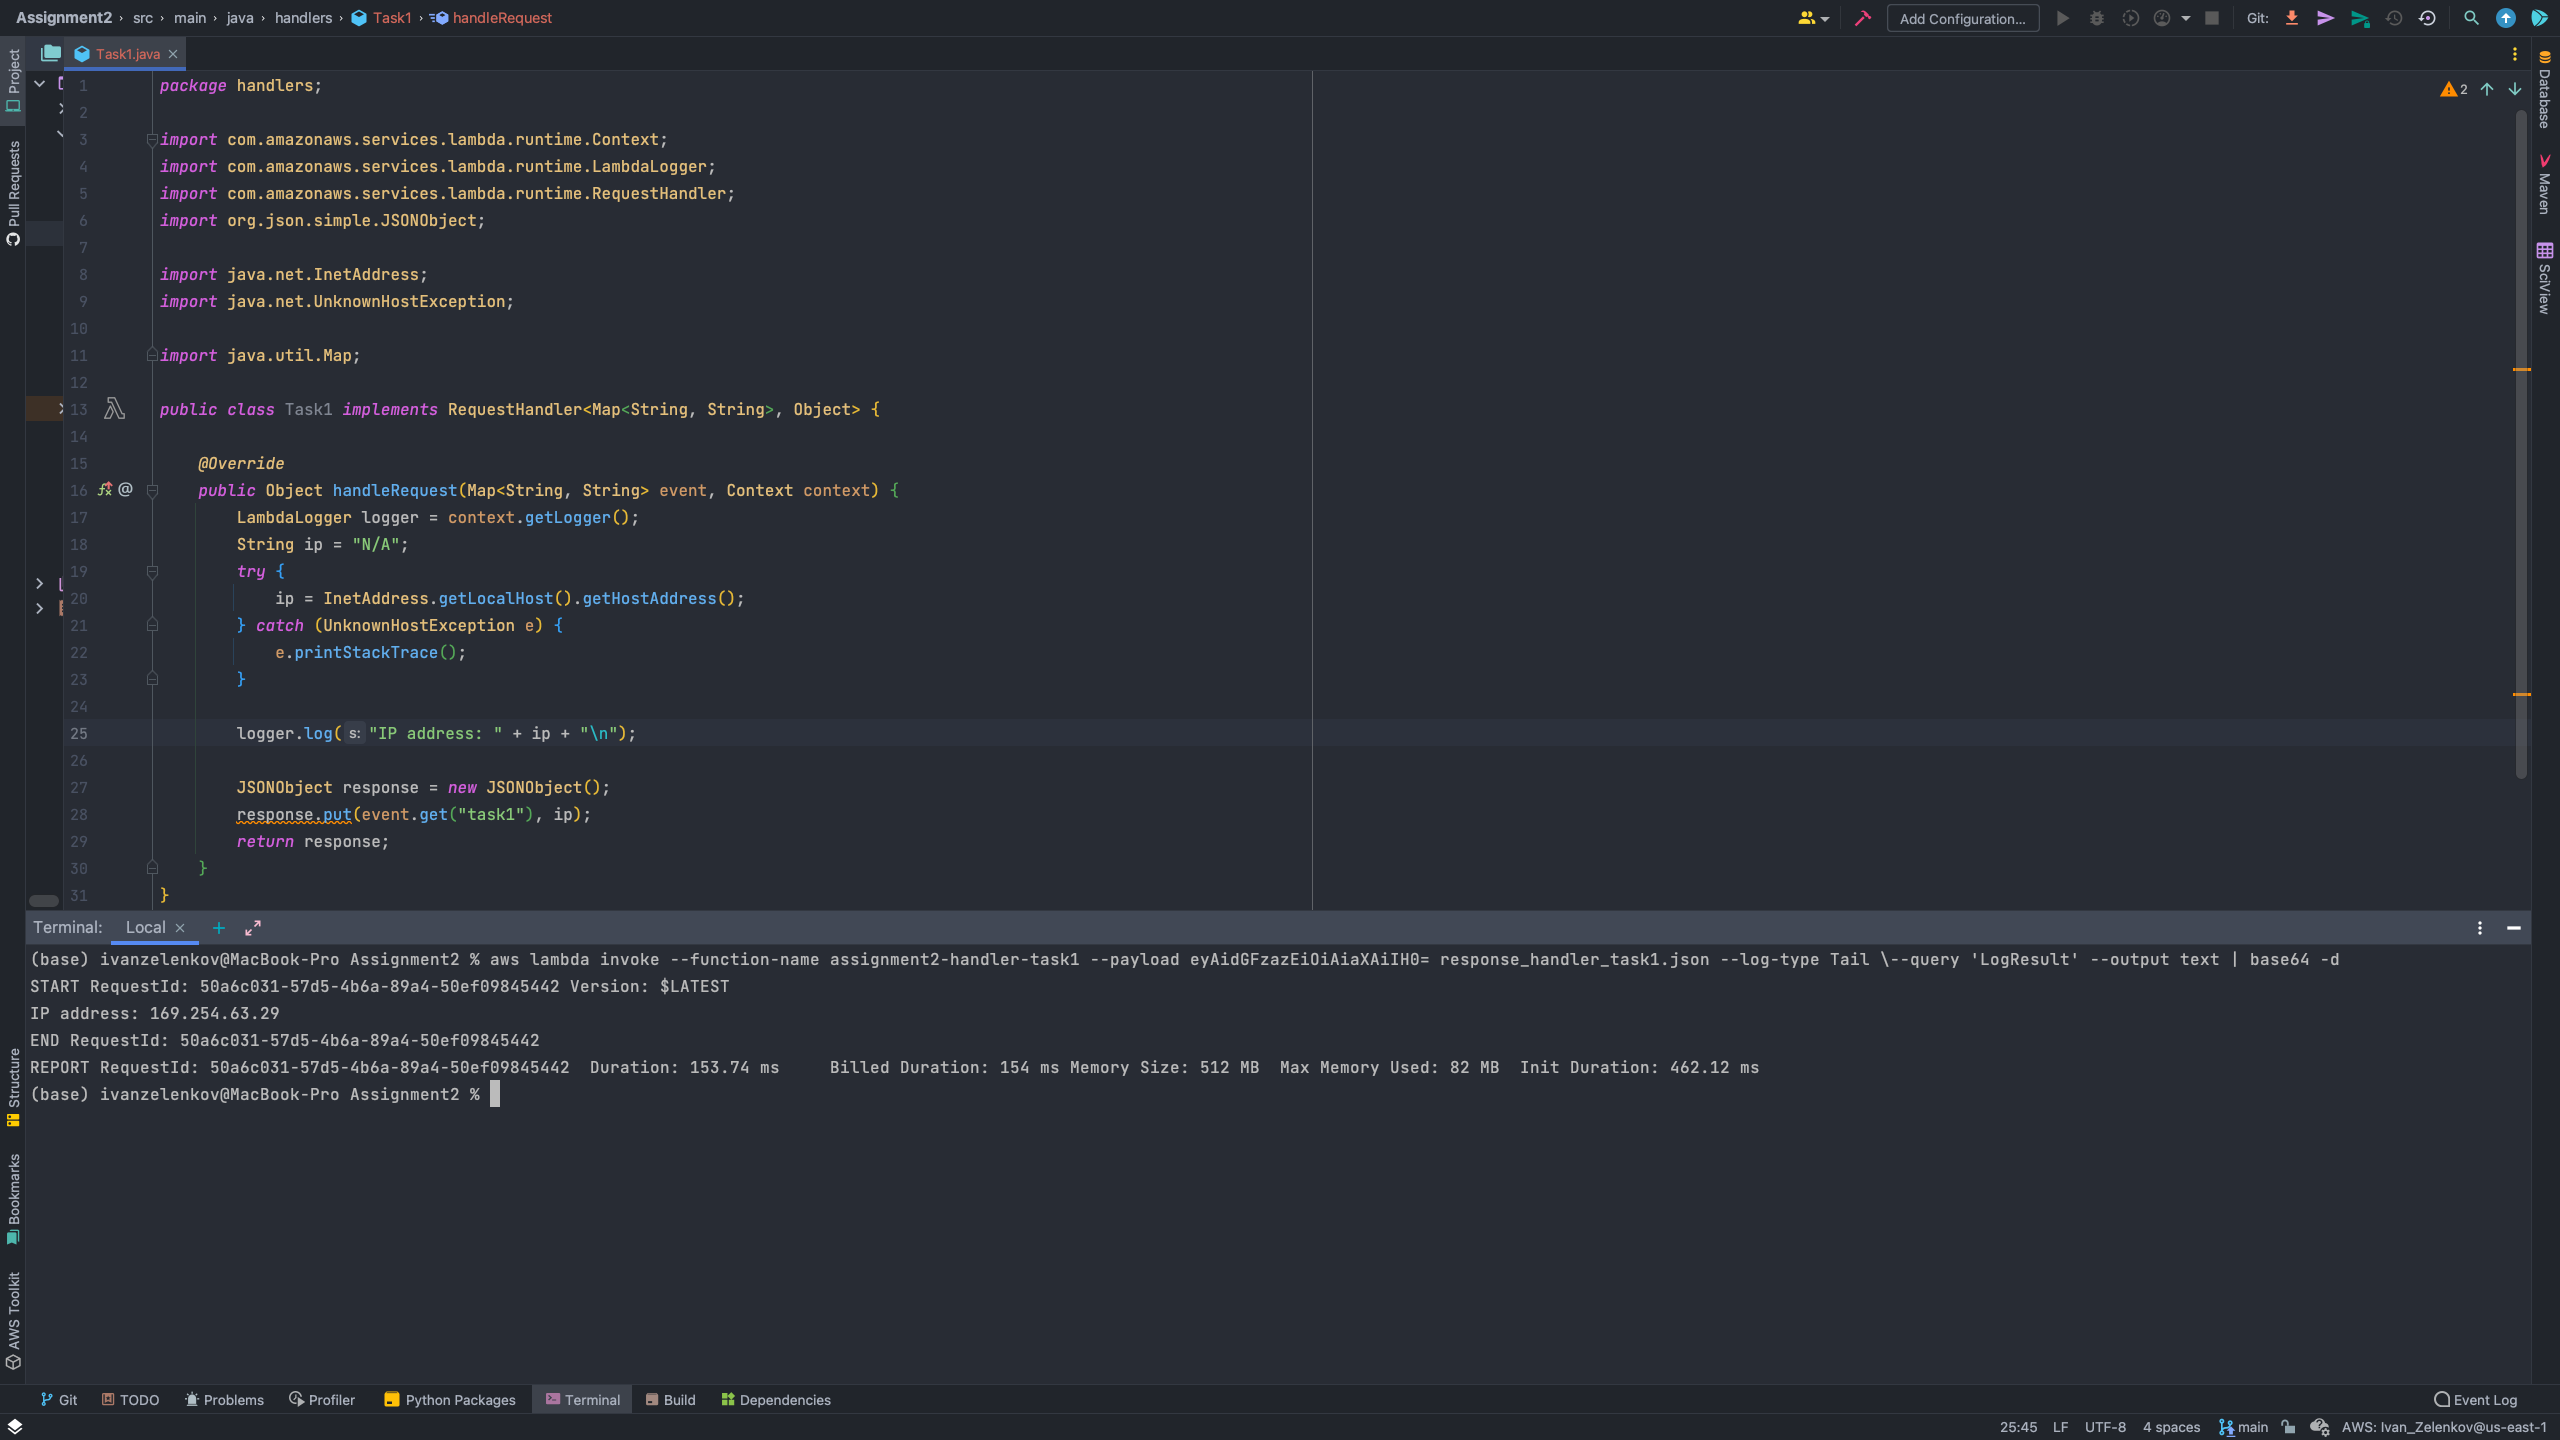 Assignment2 › src › main › java › handlers › Task1 › handleRequest
Add Configuration...
Git:
Project
Pull Requests
Structure
Bookmarks
AWS Toolkit
Task1.java
2
Database
Maven
SciView
1 package handlers;
2
3 import com.amazonaws.services.lambda.runtime.Context;
4 import com.amazonaws.services.lambda.runtime.LambdaLogger;
5 import com.amazonaws.services.lambda.runtime.RequestHandler;
6 import org.json.simple.JSONObject;
7
8 import java.net.InetAddress;
9 import java.net.UnknownHostException;
10
11 import java.util.Map;
12
13 public class Task1 implements RequestHandler<Map<String, String>, Object> {
14
15 @Override
16 @ public Object handleRequest(Map<String, String> event, Context context) {
17 LambdaLogger logger = context.getLogger();
18 String ip = "N/A";
19 try {
20 ip = InetAddress.getLocalHost().getHostAddress();
21 } catch (UnknownHostException e) {
22 e.printStackTrace();
23 }
24
25 logger.log( s: "IP address: " + ip + "\n");
26
27 JSONObject response = new JSONObject();
28 response.put(event.get("task1"), ip);
29 return response;
30 }
31 }
Terminal: Local
(base) ivanzelenkov@MacBook-Pro Assignment2 % aws lambda invoke --function-name assignment2-handler-task1 --payload eyAidGFzazEiOiAiaXAiIH0= response_handler_task1.json --log-type Tail \--query 'LogResult' --output text | base64 -d
START RequestId: 50a6c031-57d5-4b6a-89a4-50ef09845442 Version: $LATEST
IP address: 169.254.63.29
END RequestId: 50a6c031-57d5-4b6a-89a4-50ef09845442
REPORT RequestId: 50a6c031-57d5-4b6a-89a4-50ef09845442 Duration: 153.74 ms Billed Duration: 154 ms Memory Size: 512 MB Max Memory Used: 82 MB Init Duration: 462.12 ms
(base) ivanzelenkov@MacBook-Pro Assignment2 %
Git TODO Problems Profiler Python Packages Terminal Build Dependencies Event Log
25:45 LF UTF-8 4 spaces main AWS: Ivan_Zelenkov@us-east-1